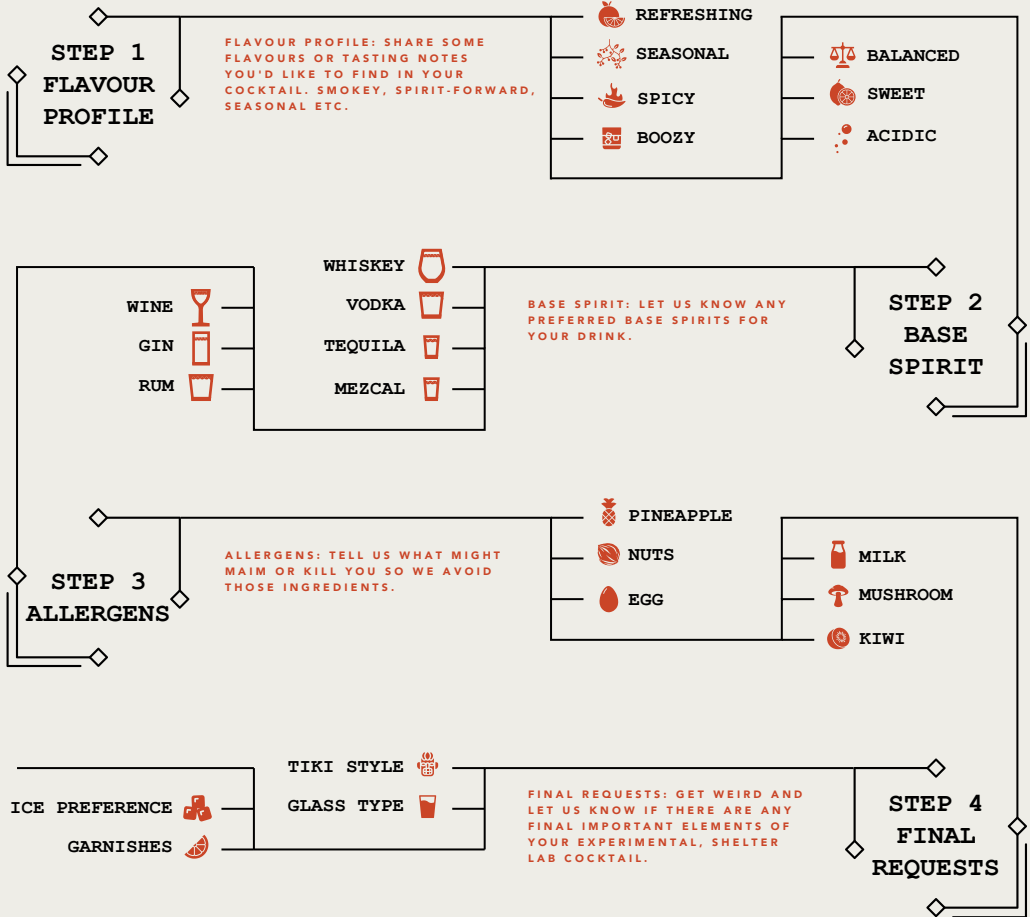 STEP 1
FLAVOUR
PROFILE
FLAVOUR PROFILE: SHARE SOME
FLAVOURS OR TASTING NOTES
YOU'D LIKE TO FIND IN YOUR
COCKTAIL. SMOKEY, SPIRIT-FORWARD,
SEASONAL ETC.
REFRESHING
SEASONAL
SPICY
BOOZY
BALANCED
SWEET
ACIDIC
STEP 2
BASE
SPIRIT
BASE SPIRIT: LET US KNOW ANY
PREFERRED BASE SPIRITS FOR
YOUR DRINK.
WHISKEY
VODKA
TEQUILA
MEZCAL
WINE
GIN
RUM
STEP 3
ALLERGENS
ALLERGENS: TELL US WHAT MIGHT
MAIM OR KILL YOU SO WE AVOID
THOSE INGREDIENTS.
PINEAPPLE
NUTS
EGG
MILK
MUSHROOM
KIWI
STEP 4
FINAL
REQUESTS
FINAL REQUESTS: GET WEIRD AND
LET US KNOW IF THERE ARE ANY
FINAL IMPORTANT ELEMENTS OF
YOUR EXPERIMENTAL, SHELTER
LAB COCKTAIL.
TIKI STYLE
GLASS TYPE
ICE PREFERENCE
GARNISHES